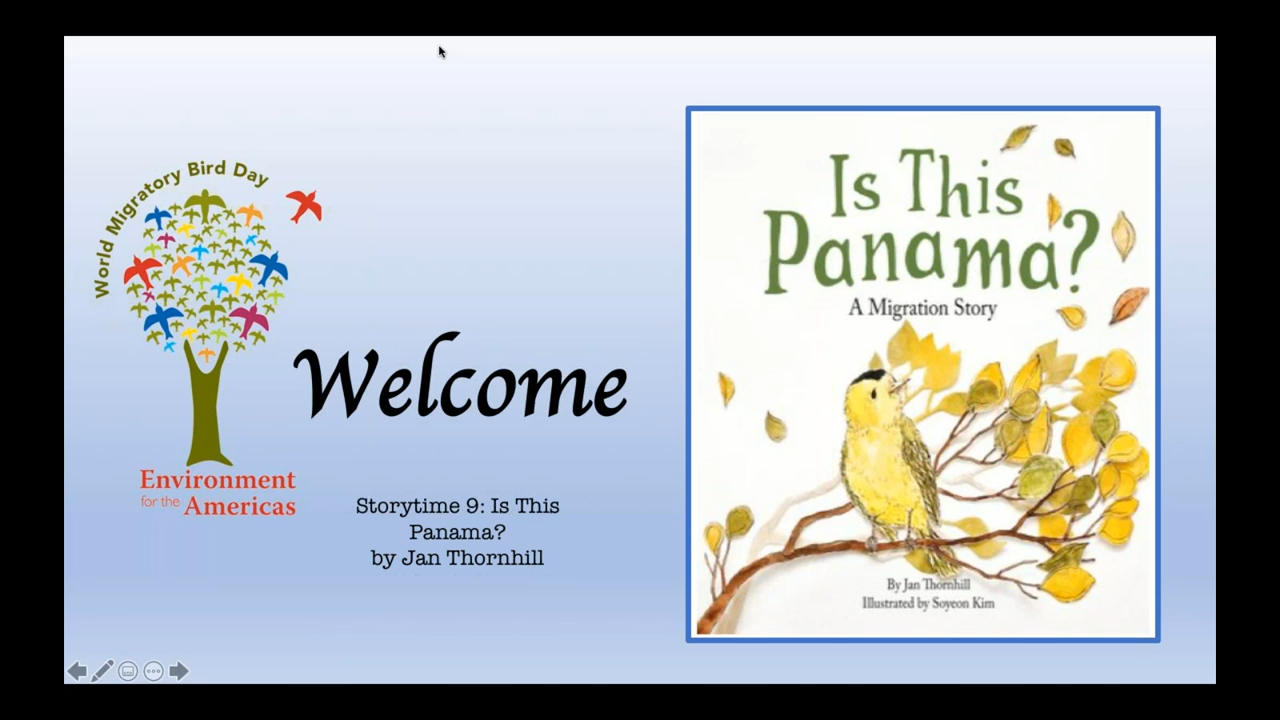 World Migratory Bird Day
Environment
for the Americas
Welcome
Storytime 9: Is This
Panama?
by Jan Thornhill
Is This
Panama?
A Migration Story
By Jan Thornhill
Illustrated by Soyeon Kim